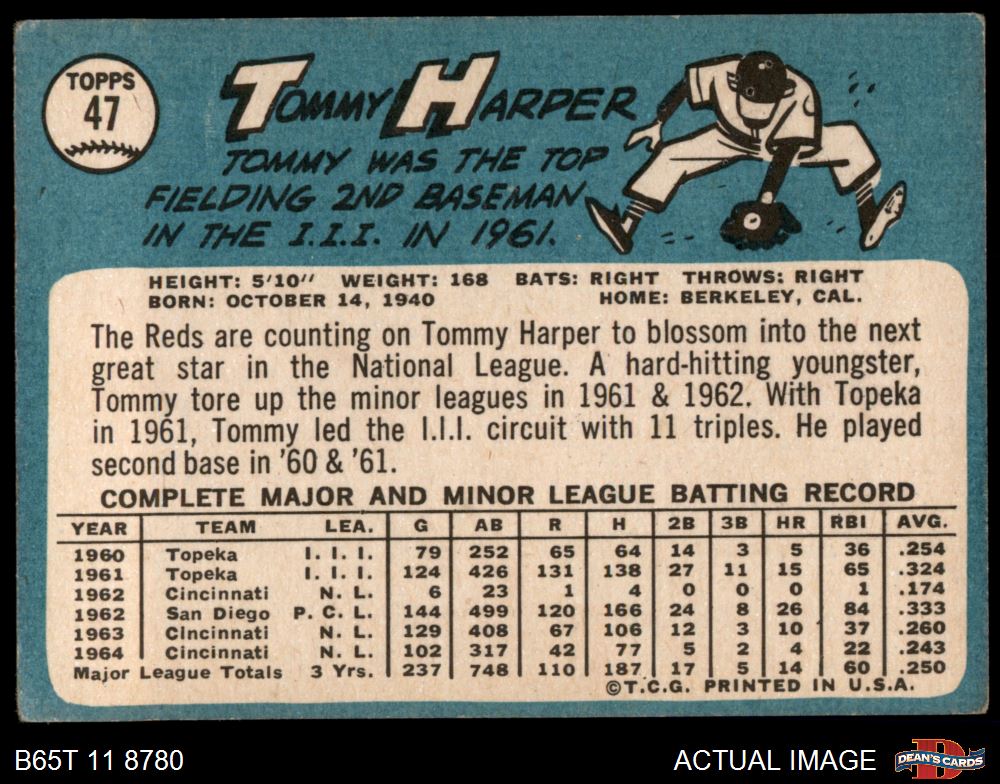 TOPPS
47
TOMMY HARPER
TOMMY WAS THE TOP
FIELDING 2ND BASEMAN
IN THE I.I.I. IN 1961.
HEIGHT: 5'10" WEIGHT: 168 BATS: RIGHT THROWS: RIGHT
BORN: OCTOBER 14, 1940 HOME: BERKELEY, CAL.
The Reds are counting on Tommy Harper to blossom into the next
great star in the National League. A hard-hitting youngster,
Tommy tore up the minor leagues in 1961 & 1962. With Topeka
in 1961, Tommy led the I.I.I. circuit with 11 triples. He played
second base in '60 & '61.
COMPLETE MAJOR AND MINOR LEAGUE BATTING RECORD
YEAR TEAM LEA. G AB R H 2B 3B HR RBI AVG.
1960 Topeka I. I. I. 79 252 65 64 14 3 5 36 .254
1961 Topeka I. I. I. 124 426 131 138 27 11 15 65 .324
1962 Cincinnati N. L. 6 23 1 4 0 0 0 1 .174
1962 San Diego P. C. L. 144 499 120 166 24 8 26 84 .333
1963 Cincinnati N. L. 129 408 67 106 12 3 10 37 .260
1964 Cincinnati N. L. 102 317 42 77 5 2 4 22 .243
Major League Totals 3 Yrs. 237 748 110 187 17 5 14 60 .250
©T.C.G. PRINTED IN U.S.A.
B65T 11 8780
ACTUAL IMAGE
DEAN'S CARDS